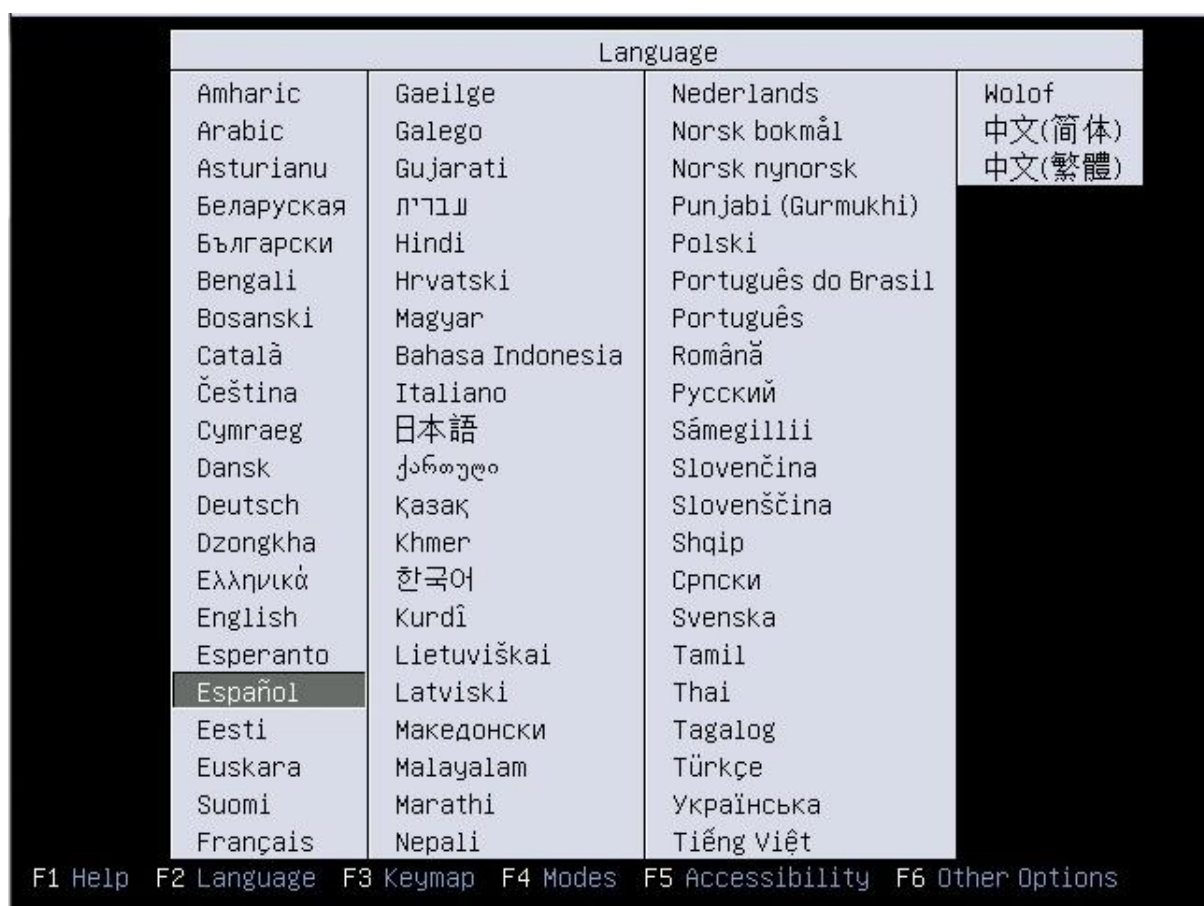 Language
Amharic
Arabic
Asturianu
Беларуская
Български
Bengali
Bosanski
Català
Čeština
Cymraeg
Dansk
Deutsch
Dzongkha
Ελληνικά
English
Esperanto
Español
Eesti
Euskara
Suomi
Français
Gaeilge
Galego
Gujarati
עברית
Hindi
Hrvatski
Magyar
Bahasa Indonesia
Italiano
日本語
ქართული
Қазақ
Khmer
한국어
Kurdî
Lietuviškai
Latviski
Македонски
Malayalam
Marathi
Nepali
Nederlands
Norsk bokmål
Norsk nynorsk
Punjabi (Gurmukhi)
Polski
Português do Brasil
Português
Română
Русский
Sámegillii
Slovenčina
Slovenščina
Shqip
Српски
Svenska
Tamil
Thai
Tagalog
Türkçe
Українська
Tiếng Việt
Wolof
中文(简体)
中文(繁體)
F1 Help F2 Language F3 Keymap F4 Modes F5 Accessibility F6 Other Options